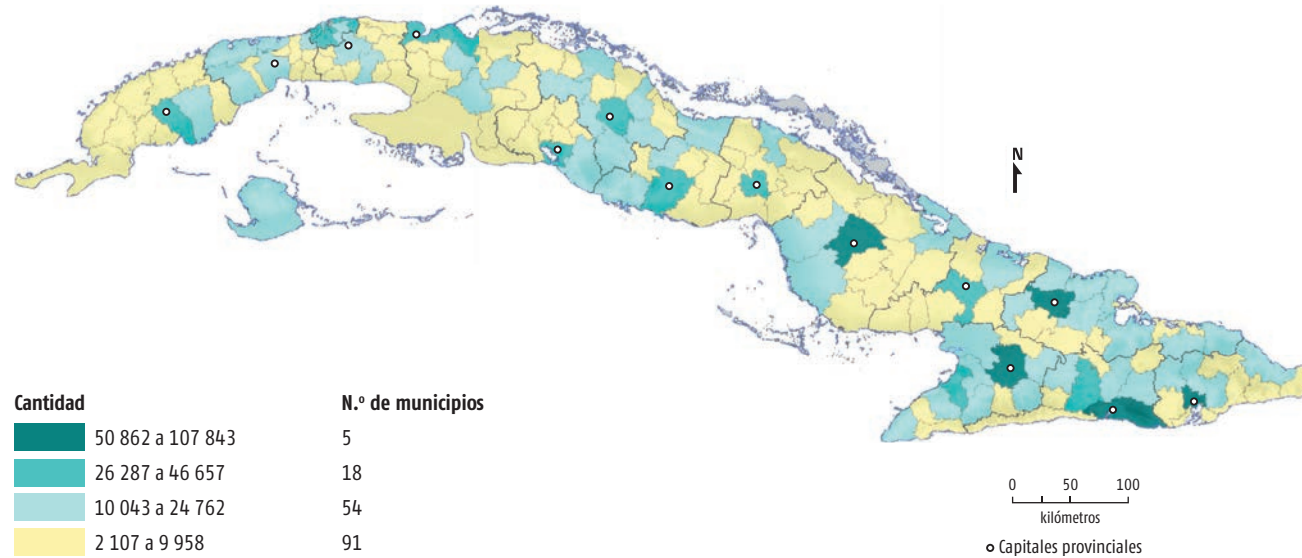 N
Cantidad N.º de municipios
50 862 a 107 843 5
26 287 a 46 657 18
10 043 a 24 762 54
2 107 a 9 958 91
0 50 100
kilómetros
Capitales provinciales